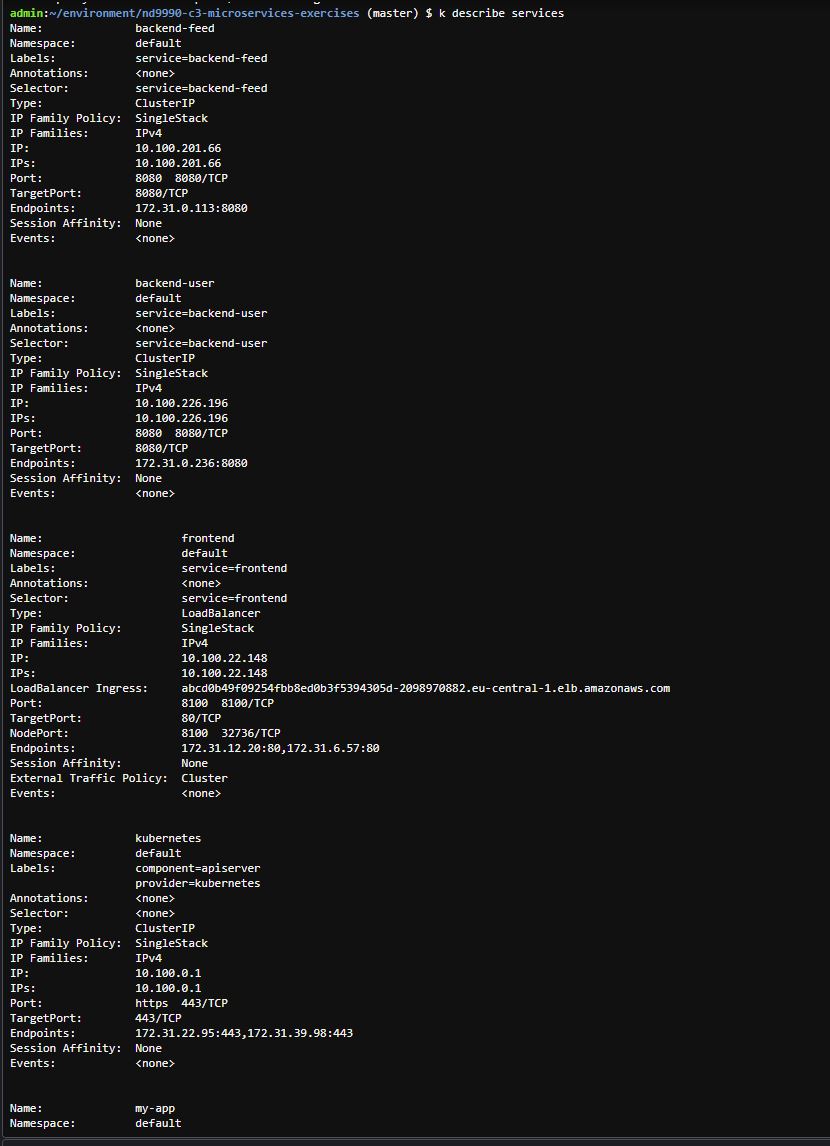 admin:~/environment/nd9990-c3-microservices-exercises (master) $ k describe services
Name:              backend-feed
Namespace:         default
Labels:            service=backend-feed
Annotations:       <none>
Selector:          service=backend-feed
Type:              ClusterIP
IP Family Policy:  SingleStack
IP Families:       IPv4
IP:                10.100.201.66
IPs:               10.100.201.66
Port:              8080  8080/TCP
TargetPort:        8080/TCP
Endpoints:         172.31.0.113:8080
Session Affinity:  None
Events:            <none>

Name:              backend-user
Namespace:         default
Labels:            service=backend-user
Annotations:       <none>
Selector:          service=backend-user
Type:              ClusterIP
IP Family Policy:  SingleStack
IP Families:       IPv4
IP:                10.100.226.196
IPs:               10.100.226.196
Port:              8080  8080/TCP
TargetPort:        8080/TCP
Endpoints:         172.31.0.236:8080
Session Affinity:  None
Events:            <none>

Name:                     frontend
Namespace:                default
Labels:                   service=frontend
Annotations:              <none>
Selector:                 service=frontend
Type:                     LoadBalancer
IP Family Policy:         SingleStack
IP Families:              IPv4
IP:                       10.100.22.148
IPs:                      10.100.22.148
LoadBalancer Ingress:     abcd0b49f09254fbb8ed0b3f5394305d-2098970882.eu-central-1.elb.amazonaws.com
Port:                     8100  8100/TCP
TargetPort:               80/TCP
NodePort:                 8100  32736/TCP
Endpoints:                172.31.12.20:80,172.31.6.57:80
Session Affinity:         None
External Traffic Policy:  Cluster
Events:                   <none>

Name:              kubernetes
Namespace:         default
Labels:            component=apiserver
                   provider=kubernetes
Annotations:       <none>
Selector:          <none>
Type:              ClusterIP
IP Family Policy:  SingleStack
IP Families:       IPv4
IP:                10.100.0.1
IPs:               10.100.0.1
Port:              https  443/TCP
TargetPort:        443/TCP
Endpoints:         172.31.22.95:443,172.31.39.98:443
Session Affinity:  None
Events:            <none>

Name:              my-app
Namespace:         default